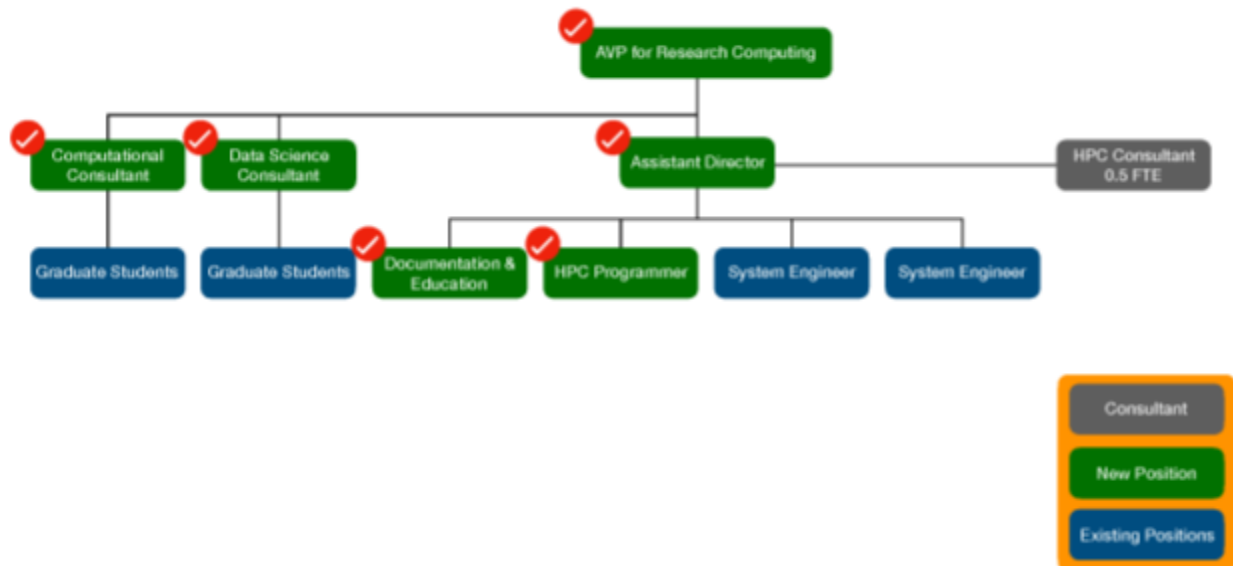 AVP for Research Computing
Computational
Consultant
Data Science
Consultant
Assistant Director
HPC Consultant
0.5 FTE
Graduate Students
Graduate Students
Documentation &
Education
HPC Programmer
System Engineer
System Engineer
Consultant
New Position
Existing Positions